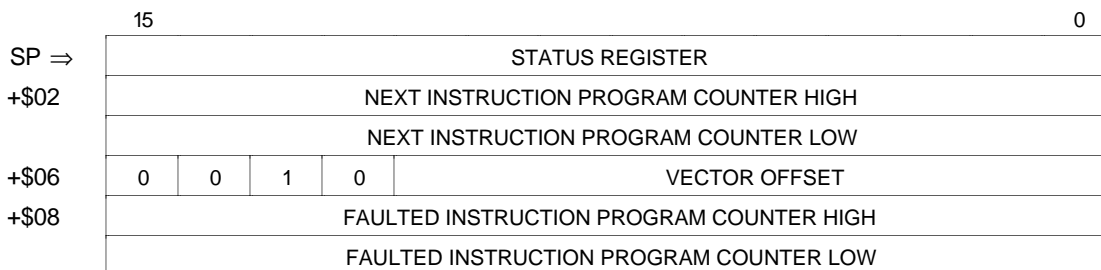 15 0
SP ⇒ STATUS REGISTER
+$02 NEXT INSTRUCTION PROGRAM COUNTER HIGH
NEXT INSTRUCTION PROGRAM COUNTER LOW
+$06 0 0 1 0 VECTOR OFFSET
+$08 FAULTED INSTRUCTION PROGRAM COUNTER HIGH
FAULTED INSTRUCTION PROGRAM COUNTER LOW